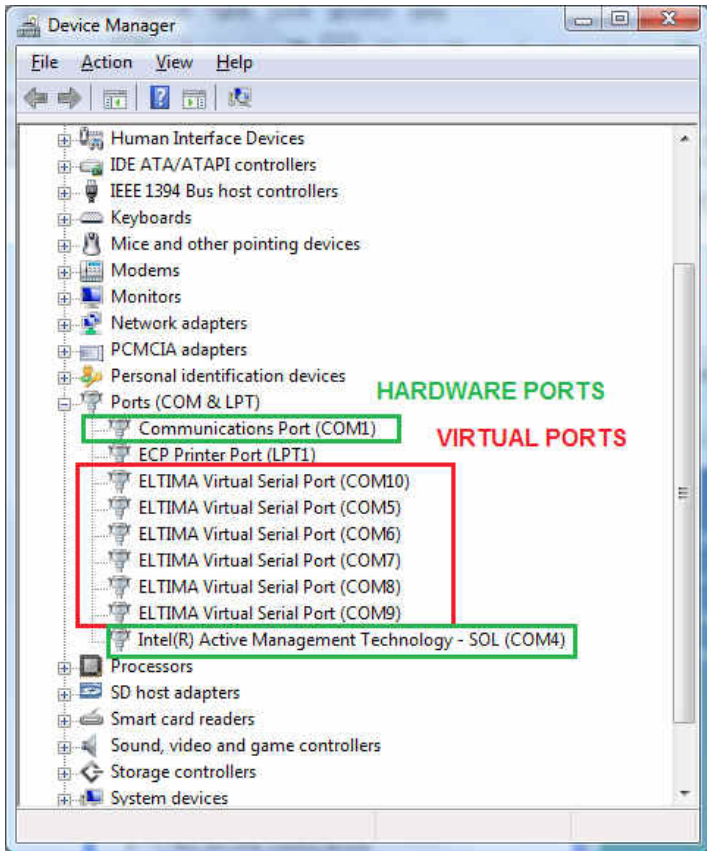 Device Manager
File Action View Help
Human Interface Devices
IDE ATA/ATAPI controllers
IEEE 1394 Bus host controllers
Keyboards
Mice and other pointing devices
Modems
Monitors
Network adapters
PCMCIA adapters
Personal identification devices
HARDWARE PORTS
Ports (COM & LPT)
Communications Port (COM1)
VIRTUAL PORTS
ECP Printer Port (LPT1)
ELTIMA Virtual Serial Port (COM10)
ELTIMA Virtual Serial Port (COM5)
ELTIMA Virtual Serial Port (COM6)
ELTIMA Virtual Serial Port (COM7)
ELTIMA Virtual Serial Port (COM8)
ELTIMA Virtual Serial Port (COM9)
Intel(R) Active Management Technology - SOL (COM4)
Processors
SD host adapters
Smart card readers
Sound, video and game controllers
Storage controllers
System devices